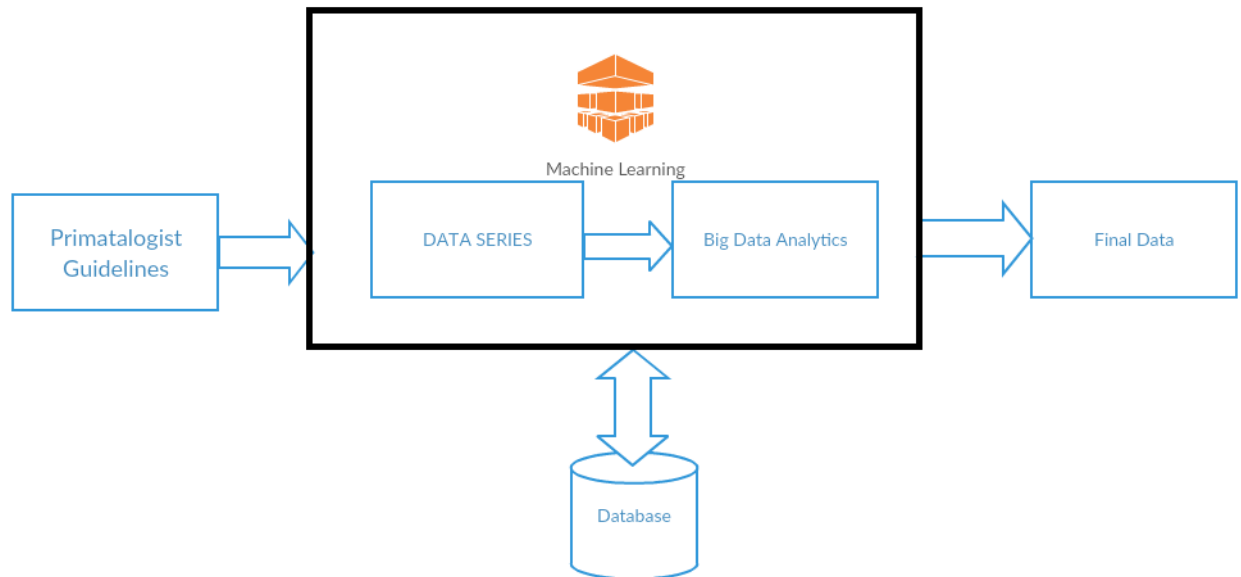 Machine Learning
Primatalogist
Guidelines
DATA SERIES
Big Data Analytics
Final Data
Database